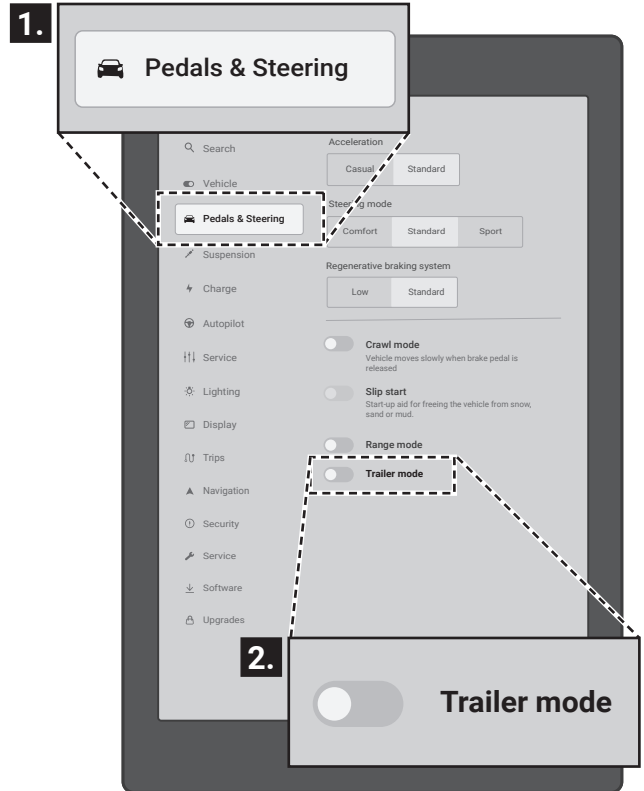 1.
Pedals & Steering
Search
Vehicle
Pedals & Steering
Suspension
Charge
Autopilot
Service
Lighting
Display
Trips
Navigation
Security
Service
Software
Upgrades
Acceleration
Casual Standard
Steering mode
Comfort Standard Sport
Regenerative braking system
Low Standard
Crawl mode
Vehicle moves slowly when brake pedal is
released
Slip start
Start-up aid for freeing the vehicle from snow,
sand or mud.
Range mode
Trailer mode
2.
Trailer mode